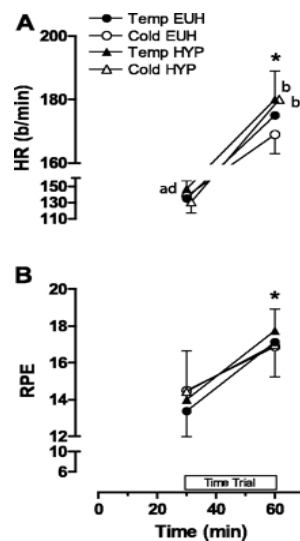 A
Temp EUH
Cold EUH
Temp HYP
Cold HYP
HR (b/min)
200
180
160
150
130
110
ad
*
b
b
B
RPE
20
18
16
14
12
10
6
*
Time Trial
0
20
40
60
Time (min)